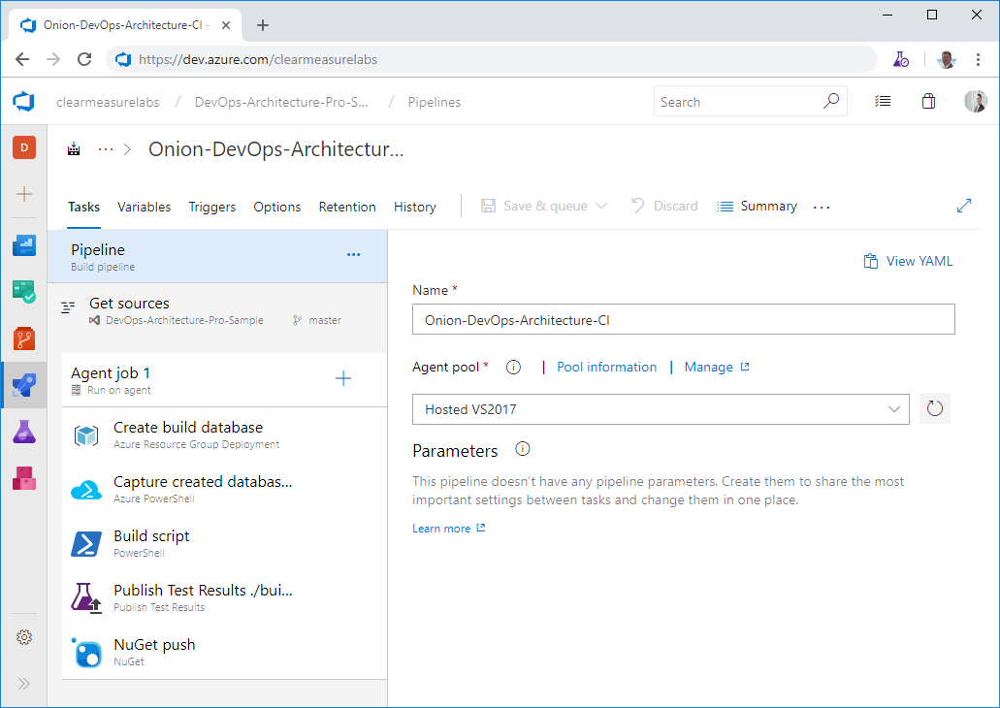 Onion-DevOps-Architecture-CI -
https://dev.azure.com/clearmeasurelabs
clearmeasurelabs / DevOps-Architecture-Pro-S... / Pipelines
Search
D
... > Onion-DevOps-Architectur...
Tasks Variables Triggers Options Retention History Save & queue Discard Summary ...
Pipeline
Build pipeline
...
View YAML
Get sources
DevOps-Architecture-Pro-Sample master
Name *
Onion-DevOps-Architecture-CI
Agent job 1
Run on agent
Agent pool * | Pool information | Manage
Hosted VS2017
Create build database
Azure Resource Group Deployment
Capture created databas...
Azure PowerShell
Build script
PowerShell
Publish Test Results ./bui...
Publish Test Results
NuGet push
NuGet
Parameters
This pipeline doesn't have any pipeline parameters. Create them to share the most
important settings between tasks and change them in one place.
Learn more